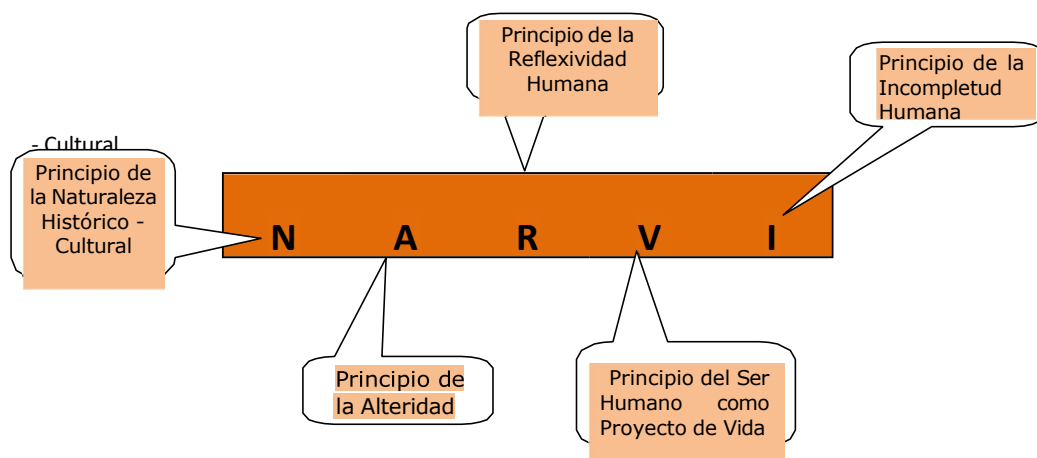 Principio de la
Reflexividad
Humana
Principio de la
Incompletud
Humana
- Cultural
Principio de
la Naturaleza
Histórico -
Cultural
N A R V I
Principio de
la Alteridad
Principio del Ser
Humano como
Proyecto de Vida